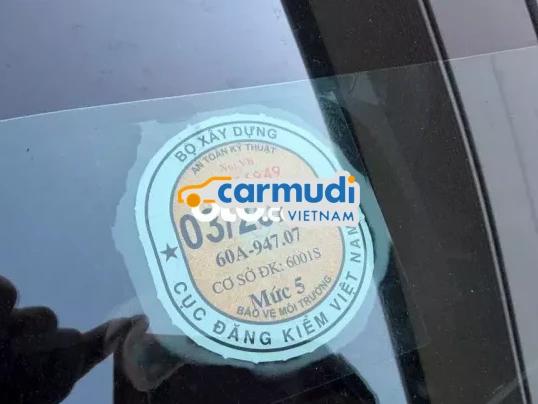 BỘ XÂY DỰNG
AN TOÀN KỸ THUẬT
carmudi
VIETNAM
60A-947.07
CƠ SỞ ĐK: 6001S
Mức 5
BẢO VỆ MÔI TRƯỜNG
★ CỤC ĐĂNG KIỂM VIỆT NAM